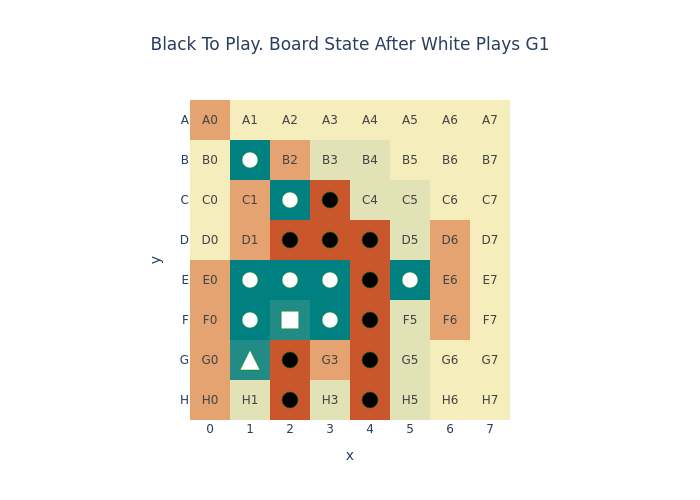 Black To Play. Board State After White Plays G1
A A0 A1 A2 A3 A4 A5 A6 A7
B B0 B2 B3 B4 B5 B6 B7
C C0 C1 C4 C5 C6 C7
D D0 D1 D5 D6 D7
y
E E0 E6 E7
F F0 F5 F6 F7
G G0 G3 G5 G6 G7
H H0 H1 H3 H5 H6 H7
0 1 2 3 4 5 6 7
x